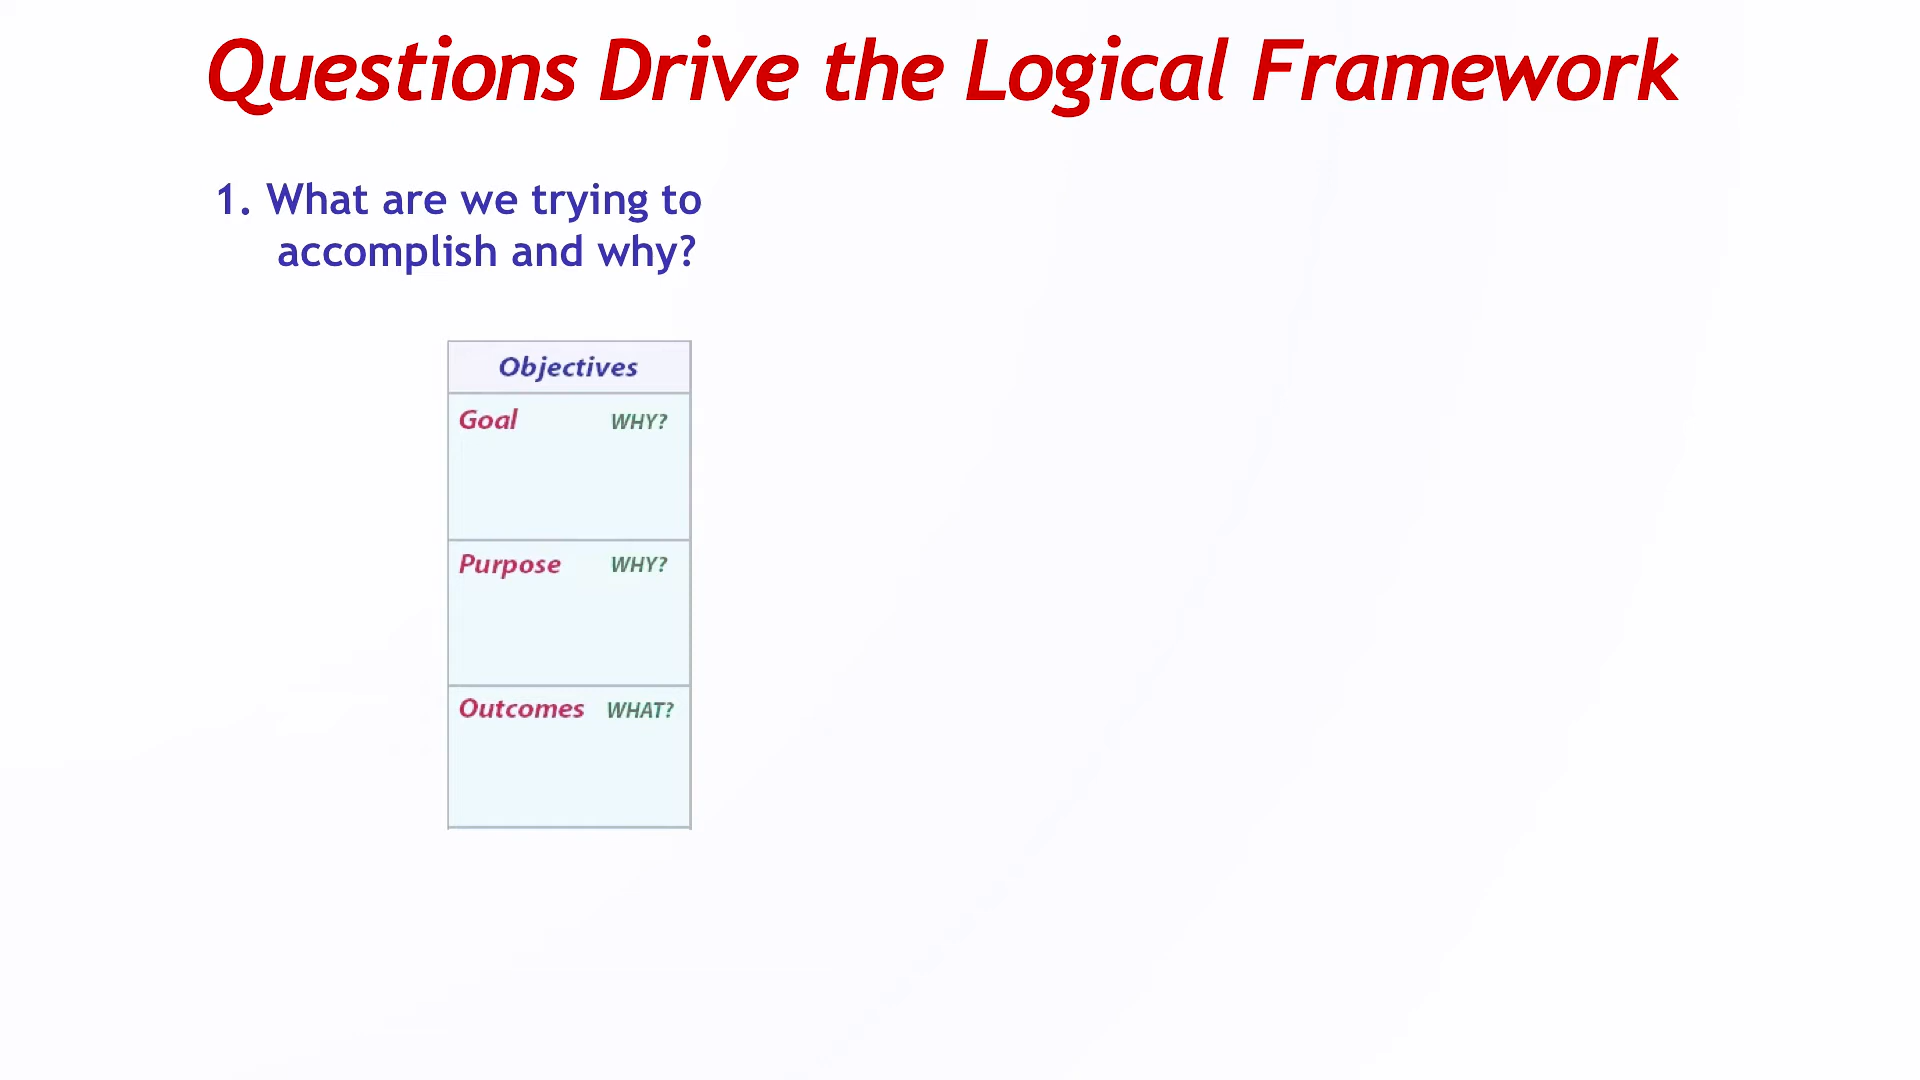 Questions Drive the Logical Framework
1. What are we trying to
accomplish and why?
Objectives
Goal WHY?
Purpose WHY?
Outcomes WHAT?